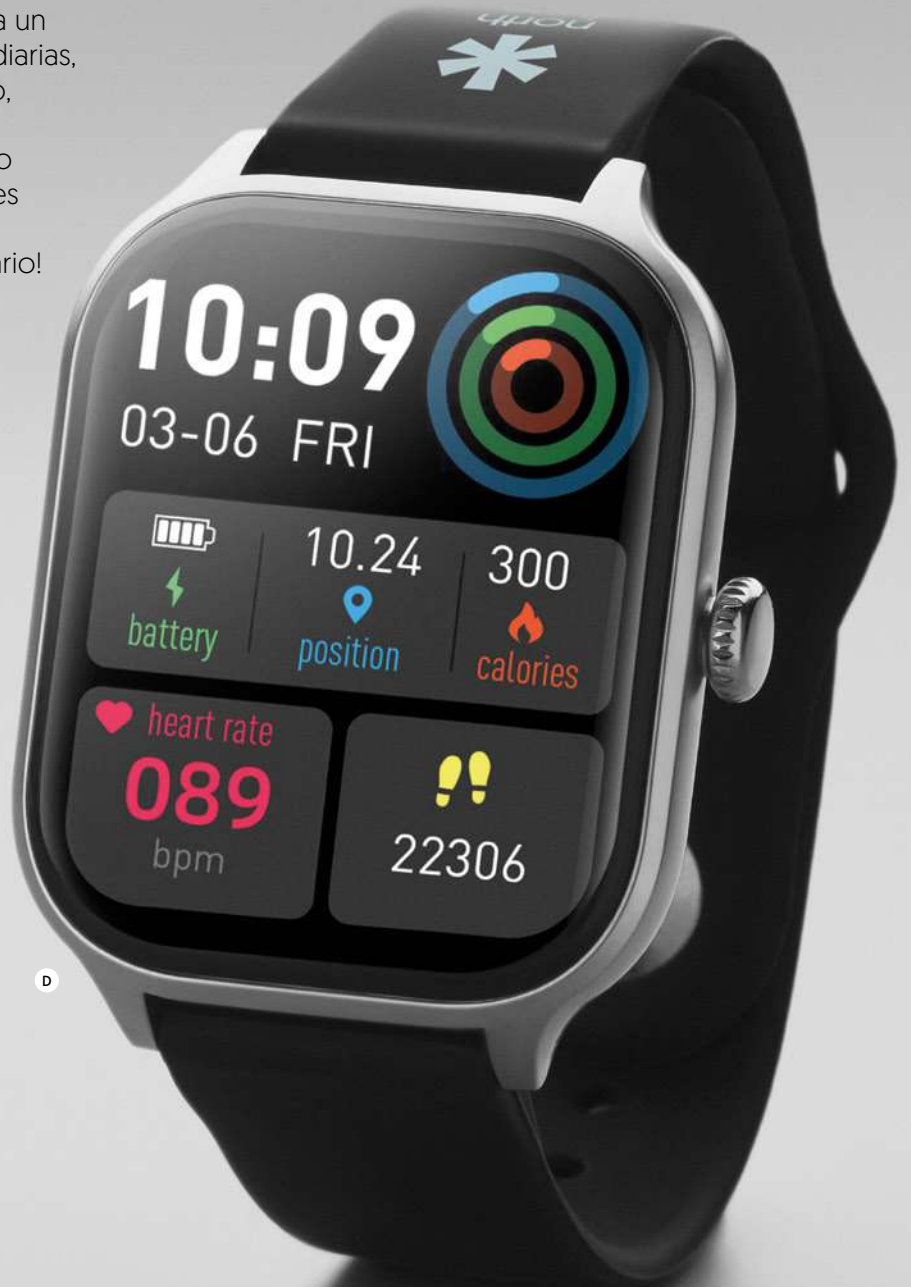 a un
diarias,
o,
o
es
ario!
north
10:09
03-06 FRI
10.24 300
battery position calories
heart rate
089
bpm
22306
D